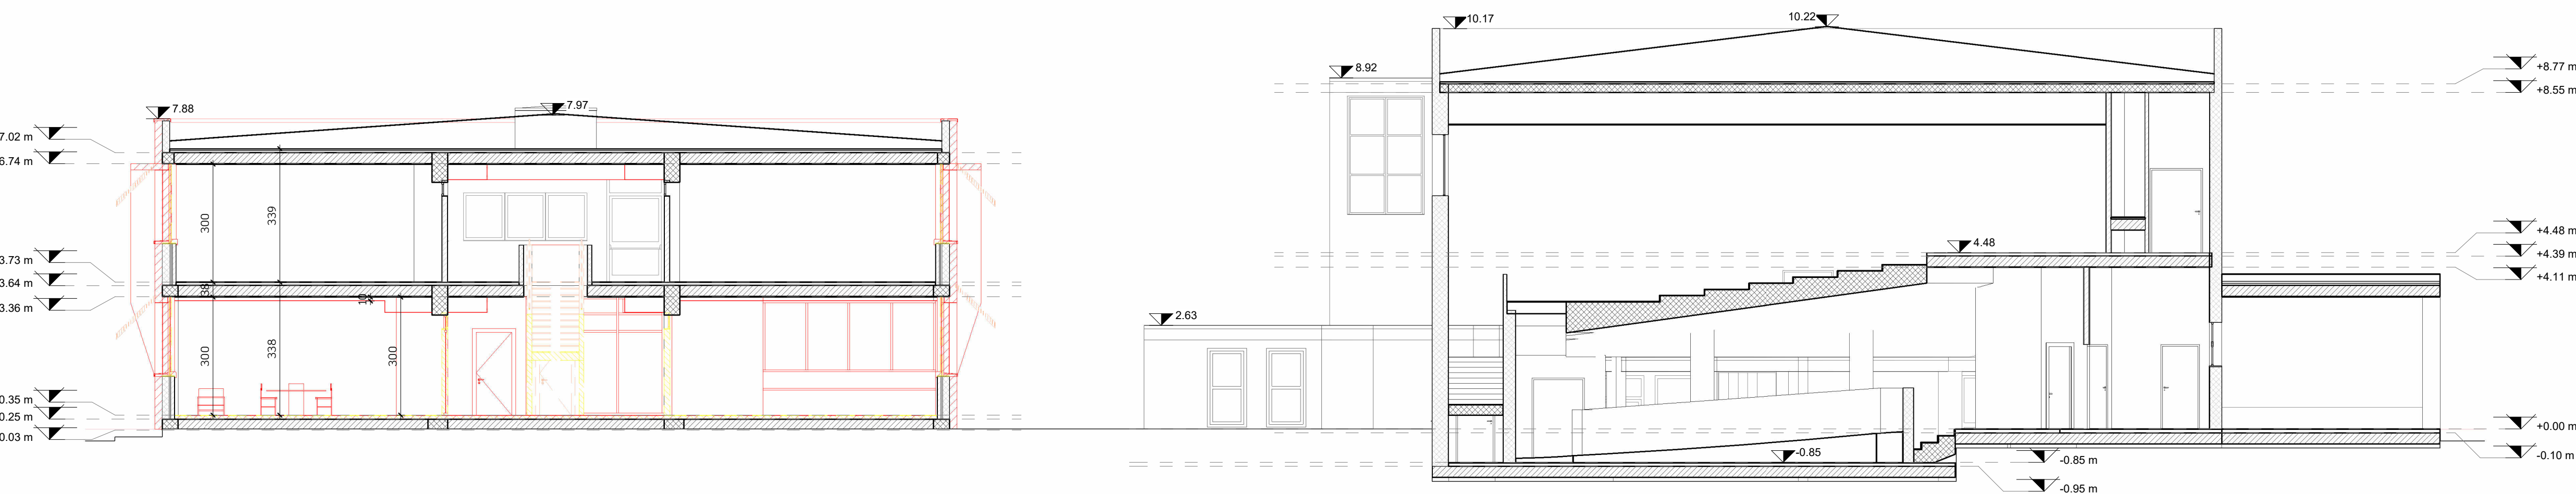 10.17
10.22
+8.77 m
8.92
+8.55 m
7.88
7.97
7.02 m
6.74 m
300
339
+4.48 m
4.48
+4.39 m
3.73 m
+4.11 m
3.64 m
38
10
3.36 m
2.63
300
338
300
0.35 m
0.25 m
+0.00 m
0.03 m
-0.85
-0.10 m
-0.85 m
-0.95 m